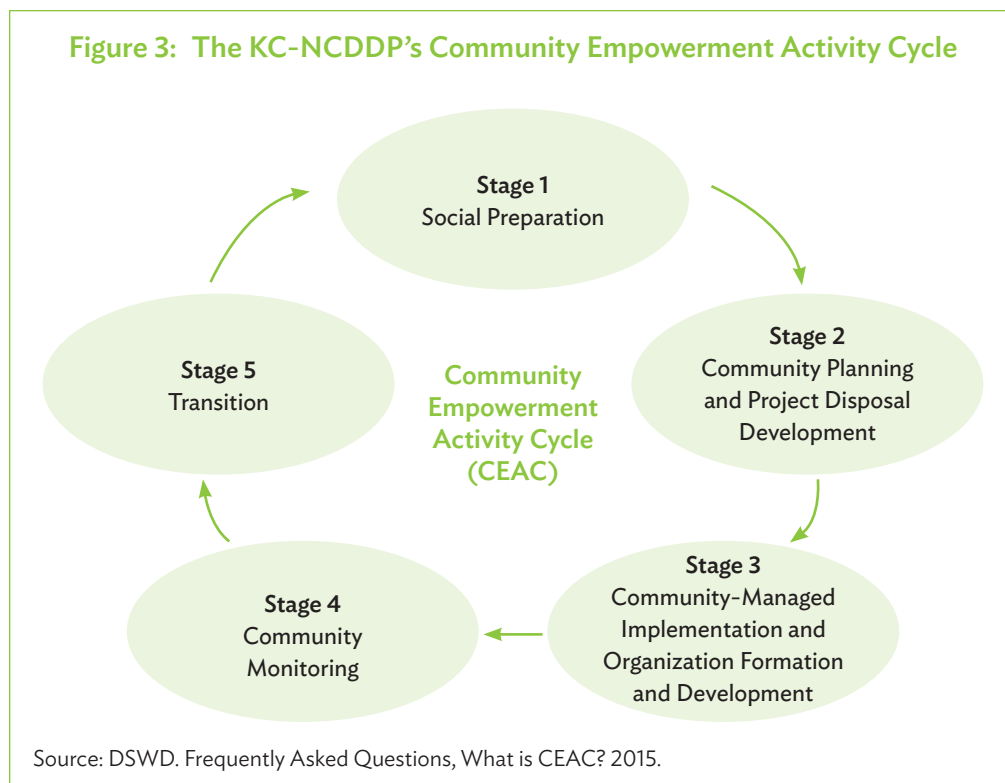 Figure 3: The KC-NCDDP’s Community Empowerment Activity Cycle
Stage 1
Social Preparation
Stage 2
Community Planning
and Project Disposal
Development
Stage 3
Community-Managed
Implementation and
Organization Formation
and Development
Stage 4
Community
Monitoring
Stage 5
Transition
Community
Empowerment
Activity Cycle
(CEAC)
Source: DSWD. Frequently Asked Questions, What is CEAC? 2015.